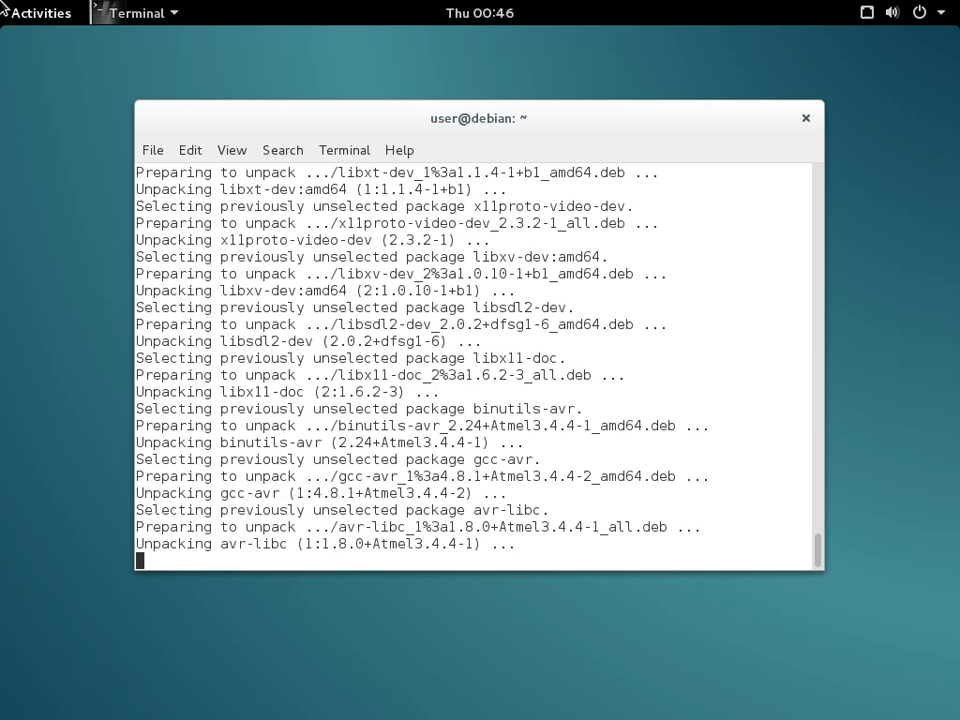 Activities
Terminal
Thu 00:46
user@debian: ~
File Edit View Search Terminal Help
Preparing to unpack .../libxt-dev_1%3a1.1.4-1+b1_amd64.deb ...
Unpacking libxt-dev:amd64 (1:1.1.4-1+b1) ...
Selecting previously unselected package x11proto-video-dev.
Preparing to unpack .../x11proto-video-dev_2.3.2-1_all.deb ...
Unpacking x11proto-video-dev (2.3.2-1) ...
Selecting previously unselected package libxv-dev:amd64.
Preparing to unpack .../libxv-dev_2%3a1.0.10-1+b1_amd64.deb ...
Unpacking libxv-dev:amd64 (2:1.0.10-1+b1) ...
Selecting previously unselected package libsdl2-dev.
Preparing to unpack .../libsdl2-dev_2.0.2+dfsg1-6_amd64.deb ...
Unpacking libsdl2-dev (2.0.2+dfsg1-6) ...
Selecting previously unselected package libx11-doc.
Preparing to unpack .../libx11-doc_2%3a1.6.2-3_all.deb ...
Unpacking libx11-doc (2:1.6.2-3) ...
Selecting previously unselected package binutils-avr.
Preparing to unpack .../binutils-avr_2.24+Atmel3.4.4-1_amd64.deb ...
Unpacking binutils-avr (2.24+Atmel3.4.4-1) ...
Selecting previously unselected package gcc-avr.
Preparing to unpack .../gcc-avr_1%3a4.8.1+Atmel3.4.4-2_amd64.deb ...
Unpacking gcc-avr (1:4.8.1+Atmel3.4.4-2) ...
Selecting previously unselected package avr-libc.
Preparing to unpack .../avr-libc_1%3a1.8.0+Atmel3.4.4-1_all.deb ...
Unpacking avr-libc (1:1.8.0+Atmel3.4.4-1) ...